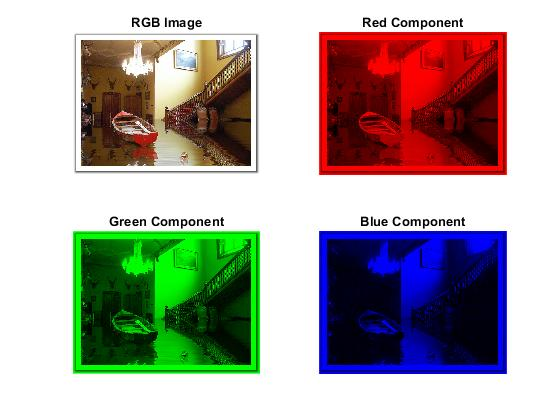 RGB Image
Red Component
Green Component
Blue Component